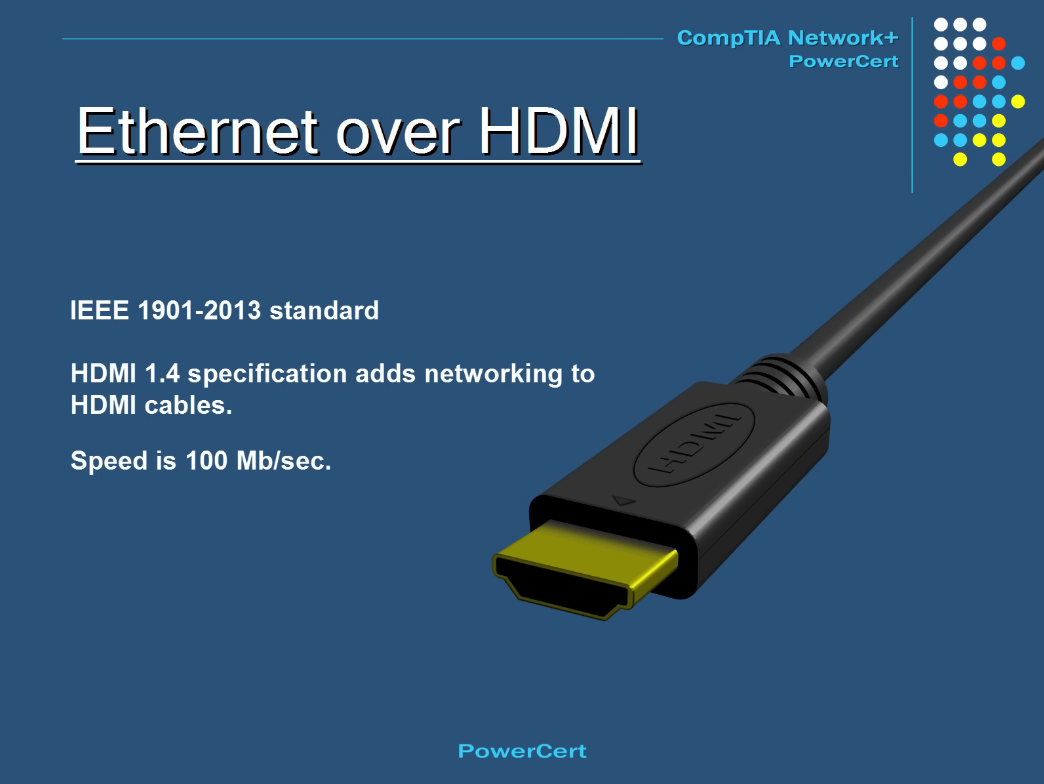 CompTIA Network+
PowerCert
Ethernet over HDMI
IEEE 1901-2013 standard
HDMI 1.4 specification adds networking to
HDMI cables.
Speed is 100 Mb/sec.
HDMI
PowerCert